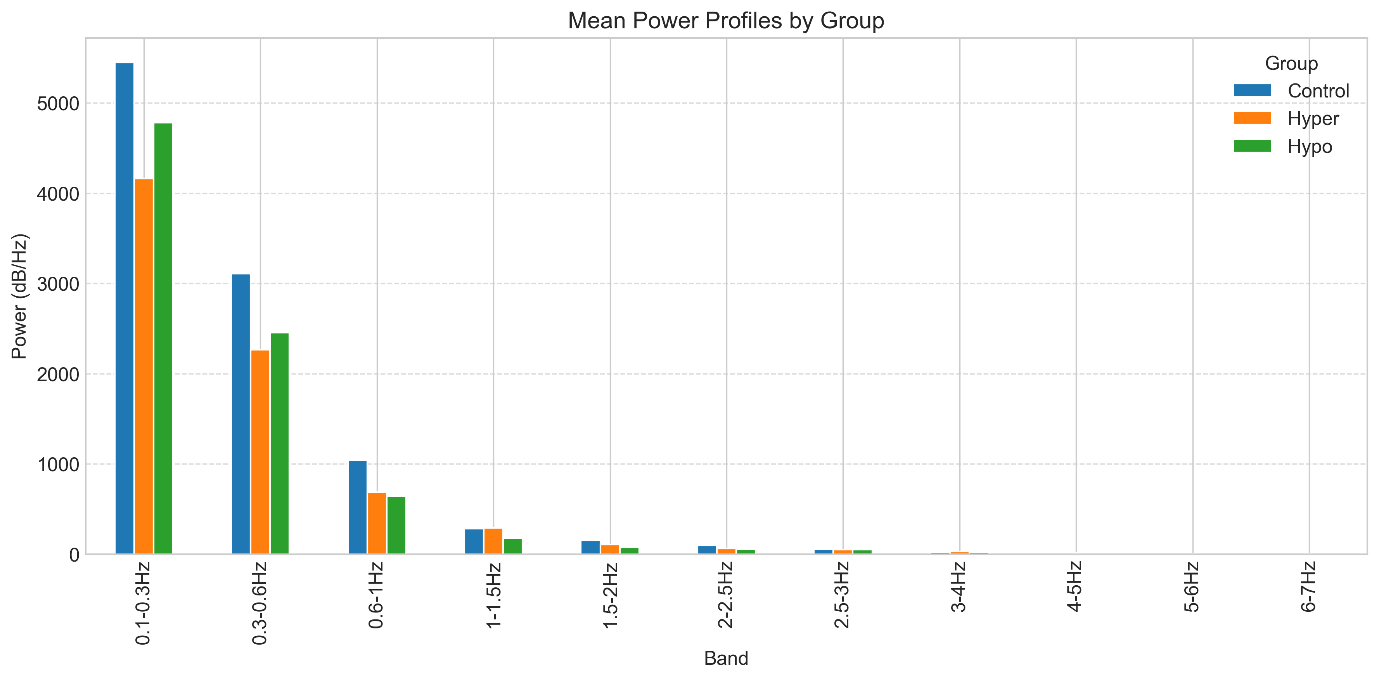 Mean Power Profiles by Group
Group
Control
Hyper
Hypo
Power (dB/Hz)
5000
4000
3000
2000
1000
0
0.1-0.3Hz
0.3-0.6Hz
0.6-1Hz
1-1.5Hz
1.5-2Hz
2-2.5Hz
2.5-3Hz
3-4Hz
4-5Hz
5-6Hz
6-7Hz
Band